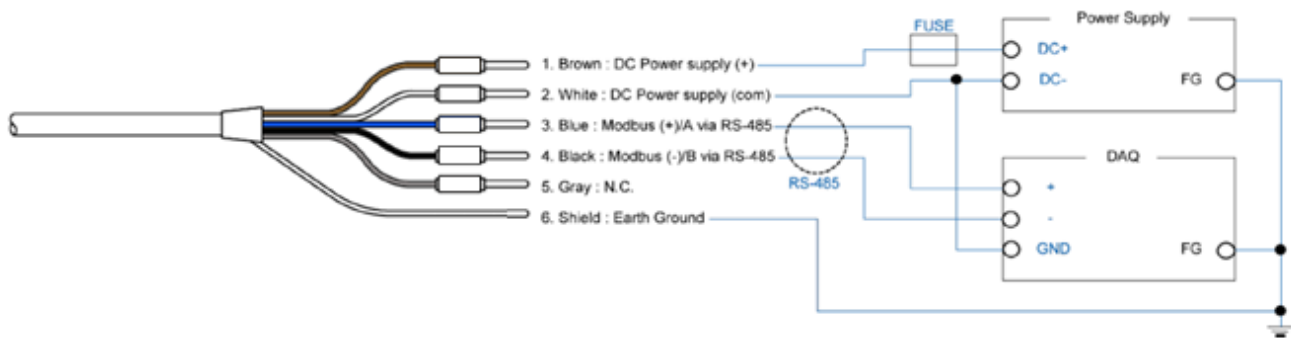 Power Supply
FUSE
DC+
1. Brown : DC Power supply (+)
DC-
FG
2. White : DC Power supply (com)
3. Blue : Modbus (+)/A via RS-485
4. Black : Modbus (-)/B via RS-485
DAQ
RS-485
+
5. Gray : N.C.
6. Shield : Earth Ground
-
GND
FG